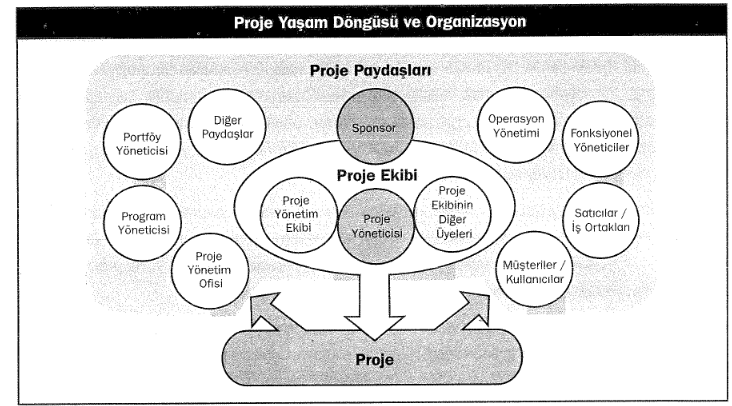 Proje Yaşam Döngüsü ve Organizasyon
Proje Paydaşları
Portföy
Yöneticisi
Diğer
Paydaşlar
Sponsor
Operasyon
Yönetimi
Fonksiyonel
Yöneticiler
Proje Ekibi
Program
Yöneticisi
Proje
Yönetim
Ekibi
Proje
Yöneticisi
Proje
Ekibinin
Diğer
Üyeleri
Satıcılar /
İş Ortakları
Proje
Yönetim
Ofisi
Müşteriler /
Kullanıcılar
Proje